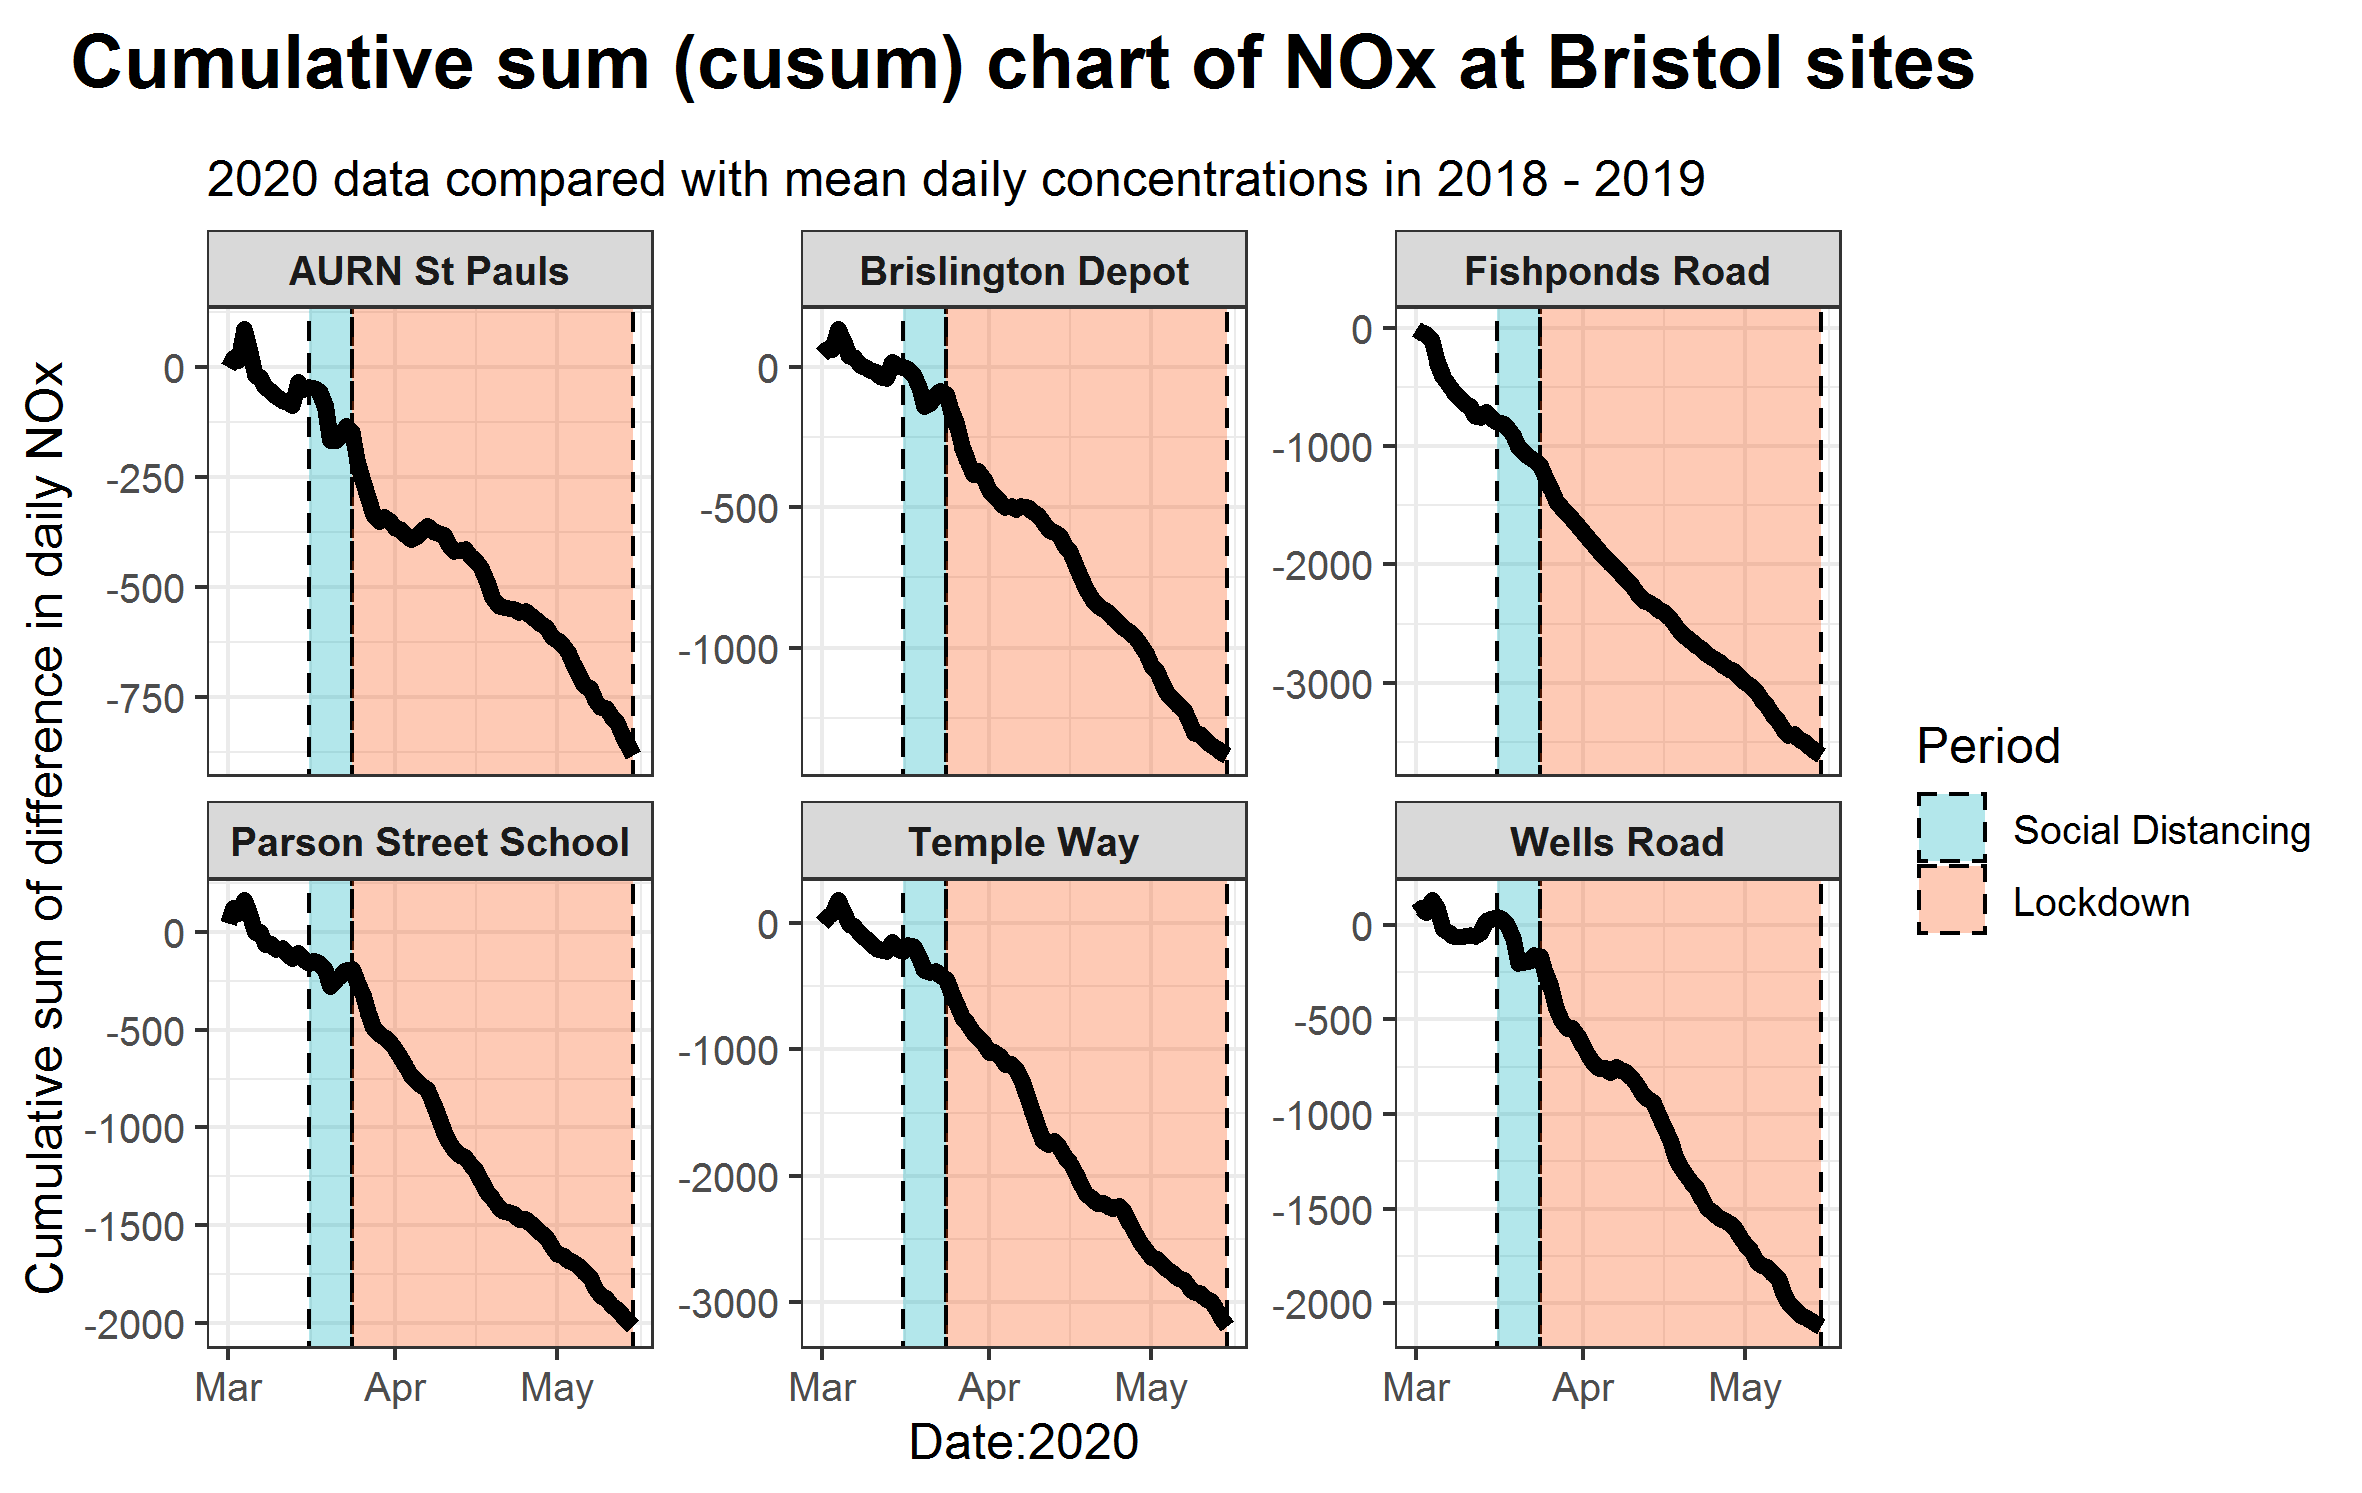 Cumulative sum (cusum) chart of NOx at Bristol sites
2020 data compared with mean daily concentrations in 2018 - 2019
Cumulative sum of difference in daily NOx
AURN St Pauls
0
-250
-500
-750
Brislington Depot
0
-500
-1000
Fishponds Road
0
-1000
-2000
-3000
Parson Street School
0
-500
-1000
-1500
-2000
Mar Apr May
Temple Way
0
-1000
-2000
-3000
Mar Apr May
Wells Road
0
-500
-1000
-1500
-2000
Mar Apr May
Date:2020
Period
Social Distancing
Lockdown